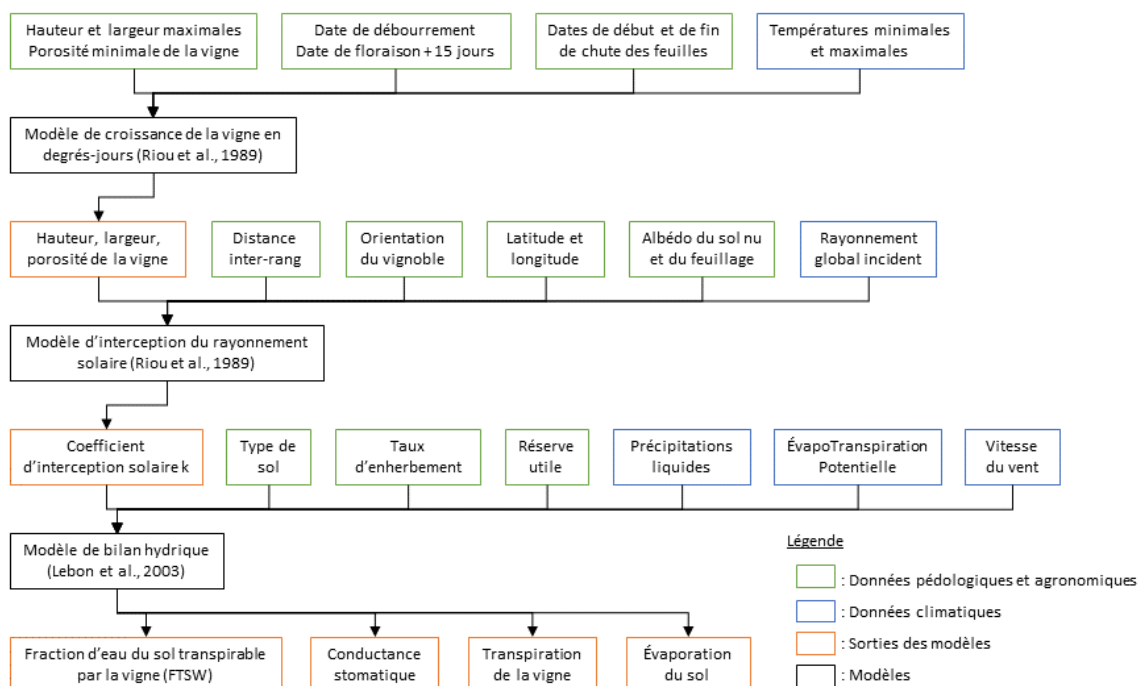 Hauteur et largeur maximales
Porosité minimale de la vigne
Date de débourrement
Date de floraison +15 jours
Dates de début et de fin
de chute des feuilles
Températures minimales
et maximales
Modèle de croissance de la vigne en
degrés-jours (Riou et al., 1989)
Hauteur, largeur,
porosité de la vigne
Distance
inter-rang
Orientation
du vignoble
Latitude et
longitude
Albédo du sol nu
et du feuillage
Rayonnement
global incident
Modèle d'interception du rayonnement
solaire (Riou et al., 1989)
Coefficient
d'interception solaire k
Type de
sol
Taux
d'enherbement
Réserve
utile
Précipitations
liquides
ÉvapoTranspiration
Potentielle
Vitesse
du vent
Modèle de bilan hydrique
(Lebon et al., 2003)
Fraction d'eau du sol transpirable
par la vigne (FTSW)
Conductance
stomatique
Transpiration
de la vigne
Évaporation
du sol
Légende
: Données pédologiques et agronomiques
: Données climatiques
: Sorties des modèles
: Modèles